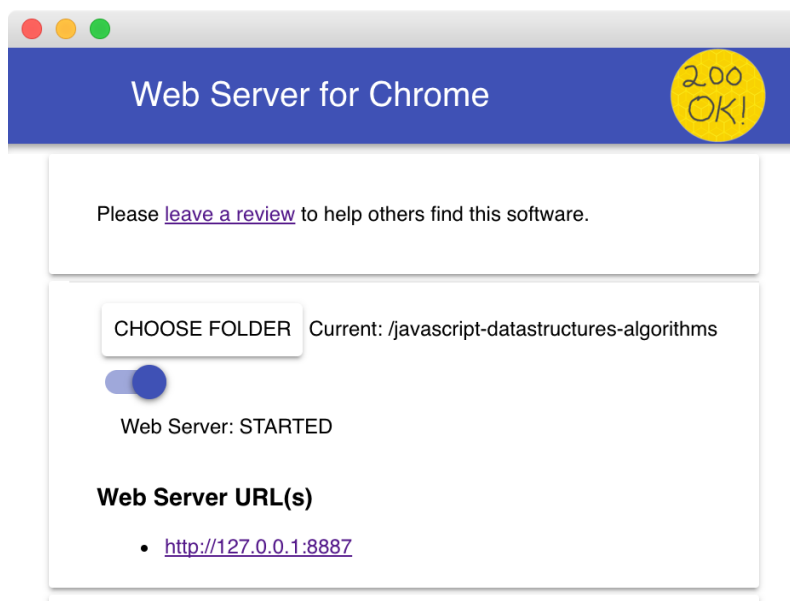 Web Server for Chrome
200
OK!
Please leave a review to help others find this software.
CHOOSE FOLDER Current: /javascript-datastructures-algorithms
Web Server: STARTED
Web Server URL(s)
• http://127.0.0.1:8887